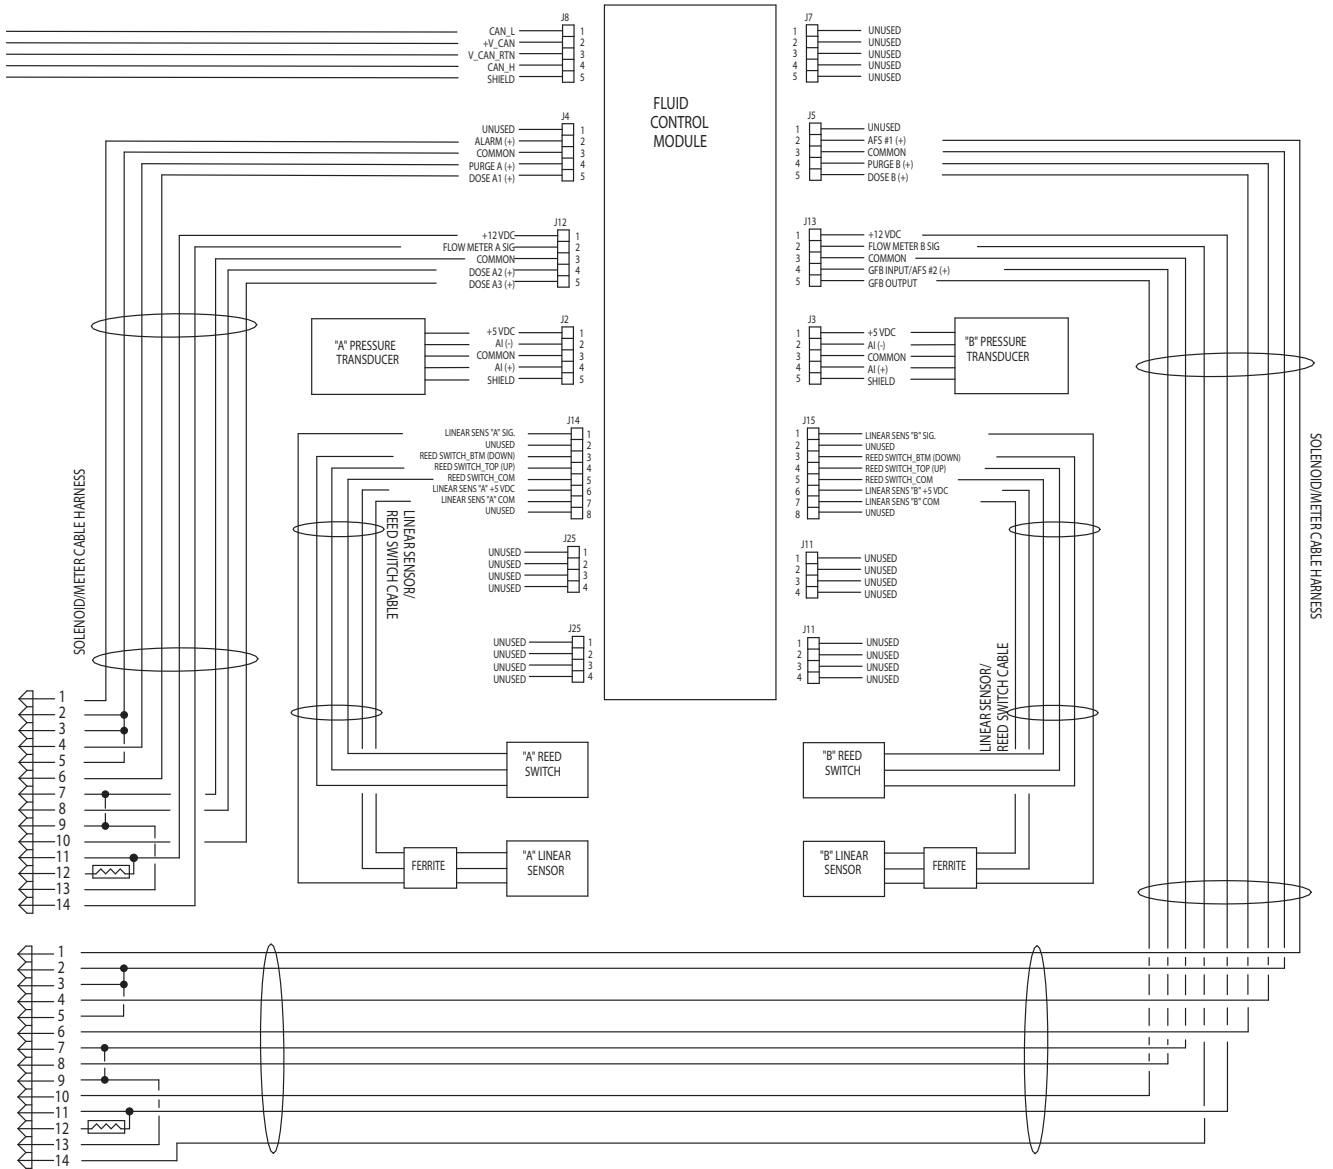 J8
CAN_L 1
+V_CAN 2
V_CAN_RTN 3
CAN_H 4
SHIELD 5
J4
UNUSED 1
ALARM (+) 2
COMMON 3
PURGE A (+) 4
DOSE A1 (+) 5
J12
+12 VDC 1
FLOW METER A SIG 2
COMMON 3
DOSE A2 (+) 4
DOSE A3 (+) 5
"A" PRESSURE
TRANSDUCER
J2
+5 VDC 1
AI (-) 2
COMMON 3
AI (+) 4
SHIELD 5
J14
LINEAR SENS "A" SIG. 1
UNUSED 2
REED SWITCH_BTM (DOWN) 3
REED SWITCH_TOP (UP) 4
REED SWITCH_COM 5
LINEAR SENS "A" +5 VDC 6
LINEAR SENS "A" COM 7
UNUSED 8
J25
UNUSED 1
UNUSED 2
UNUSED 3
UNUSED 4
J25
UNUSED 1
UNUSED 2
UNUSED 3
UNUSED 4
FLUID
CONTROL
MODULE
J7
1 UNUSED
2 UNUSED
3 UNUSED
4 UNUSED
5 UNUSED
J5
1 UNUSED
2 AFS #1 (+)
3 COMMON
4 PURGE B (+)
5 DOSE B (+)
J13
1 +12 VDC
2 FLOW METER B SIG
3 COMMON
4 GFB INPUT/AFS #2 (+)
5 GFB OUTPUT
J3
1 +5 VDC
2 AI (-)
3 COMMON
4 AI (+)
5 SHIELD
"B" PRESSURE
TRANSDUCER
J15
1 LINEAR SENS "B" SIG.
2 UNUSED
3 REED SWITCH_BTM (DOWN)
4 REED SWITCH_TOP (UP)
5 REED SWITCH_COM
6 LINEAR SENS "B" +5 VDC
7 LINEAR SENS "B" COM
8 UNUSED
J11
1 UNUSED
2 UNUSED
3 UNUSED
4 UNUSED
J11
1 UNUSED
2 UNUSED
3 UNUSED
4 UNUSED
SOLENOID/METER CABLE HARNESS
LINEAR SENSOR/
REED SWITCH CABLE
LINEAR SENSOR/
REED SWITCH CABLE
SOLENOID/METER CABLE HARNESS
"A" REED
SWITCH
"B" REED
SWITCH
FERRITE
"A" LINEAR
SENSOR
"B" LINEAR
SENSOR
FERRITE
1
2
3
4
5
6
7
8
9
10
11
12
13
14
1
2
3
4
5
6
7
8
9
10
11
12
13
14